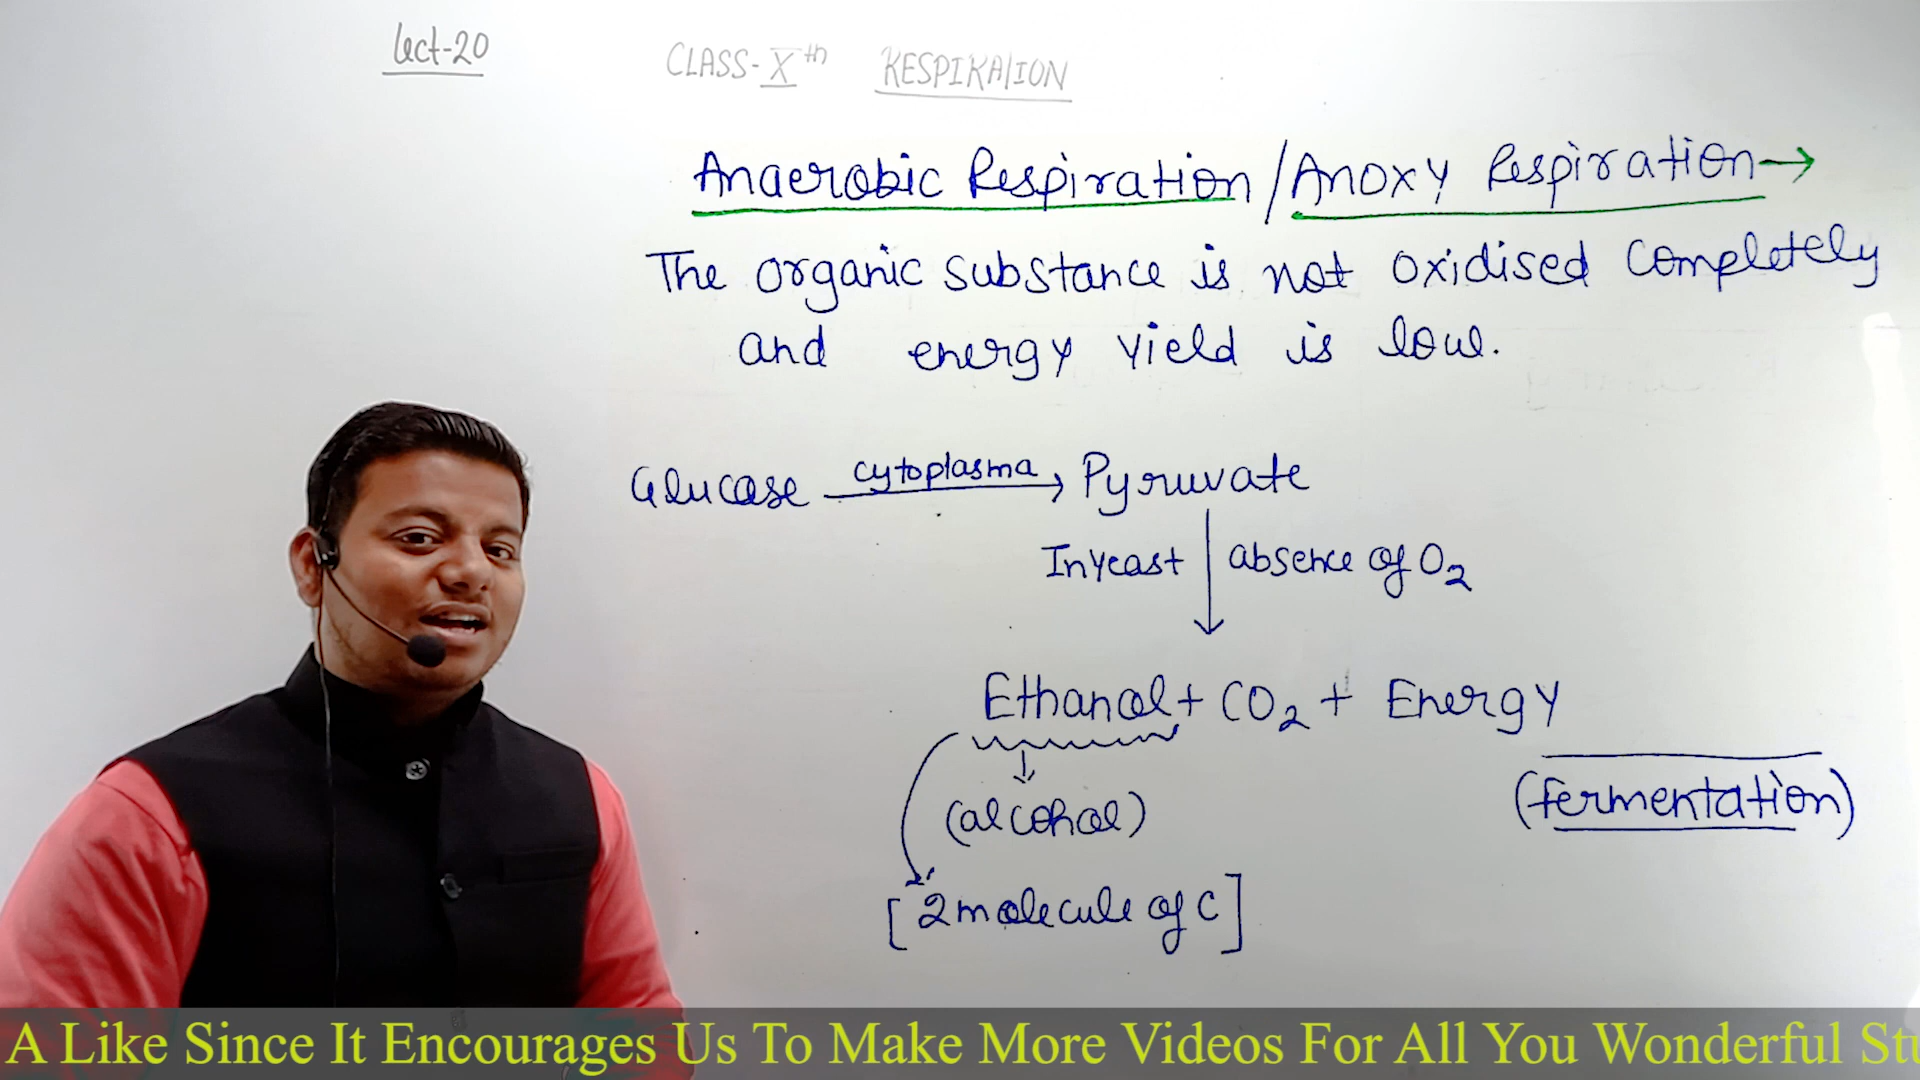 Lect-20
CLASS-Xth RESPIRATION
Anaerobic Respiration/Anoxy Respiration→
The organic substance is not oxidised completely
and energy yield is low.
Glucose cytoplasma→ Pyruvate
In yeast absence of O2
Ethanol + CO2 + Energy
(fermentation)
(alcohol)
[2 molecule of C]
A Like Since It Encourages Us To Make More Videos For All You Wonderful